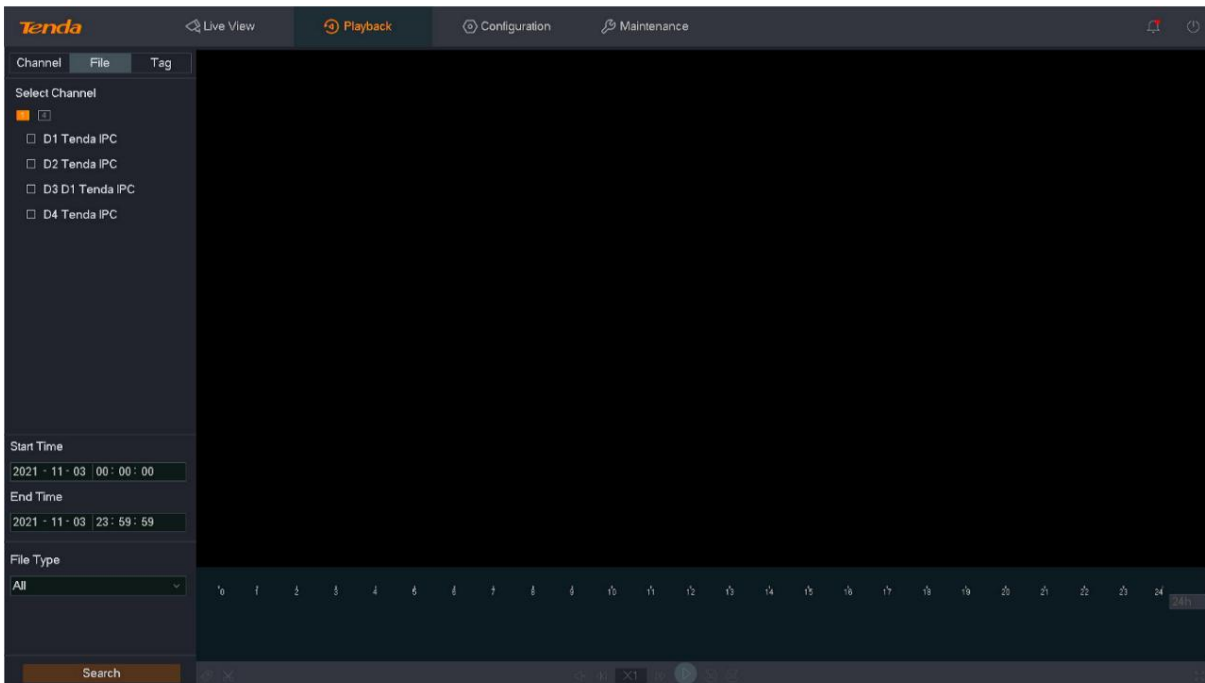 Tenda Live View Playback Configuration Maintenance
Channel File Tag
Select Channel
1 4
D1 Tenda IPC
D2 Tenda IPC
D3 D1 Tenda IPC
D4 Tenda IPC
Start Time
2021 - 11 - 03 00 : 00 : 00
End Time
2021 - 11 - 03 23 : 59 : 59
File Type
All
0 1 2 3 4 5 6 7 8 9 10 11 12 13 14 15 16 17 18 19 20 21 22 23 24
24h
Search X1